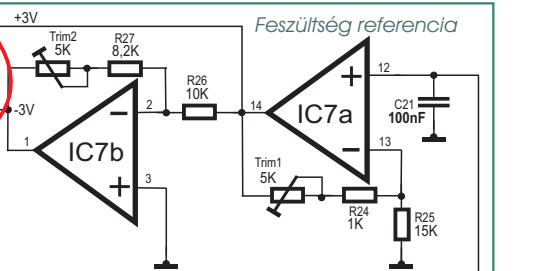 +3V
Feszültség referencia
Trim2
5K
R27
8,2K
R26
10K
-3V
1
2
3
IC7b
14
IC7a
12
13
C21
100nF
Trim1
5K
R24
1K
R25
15K